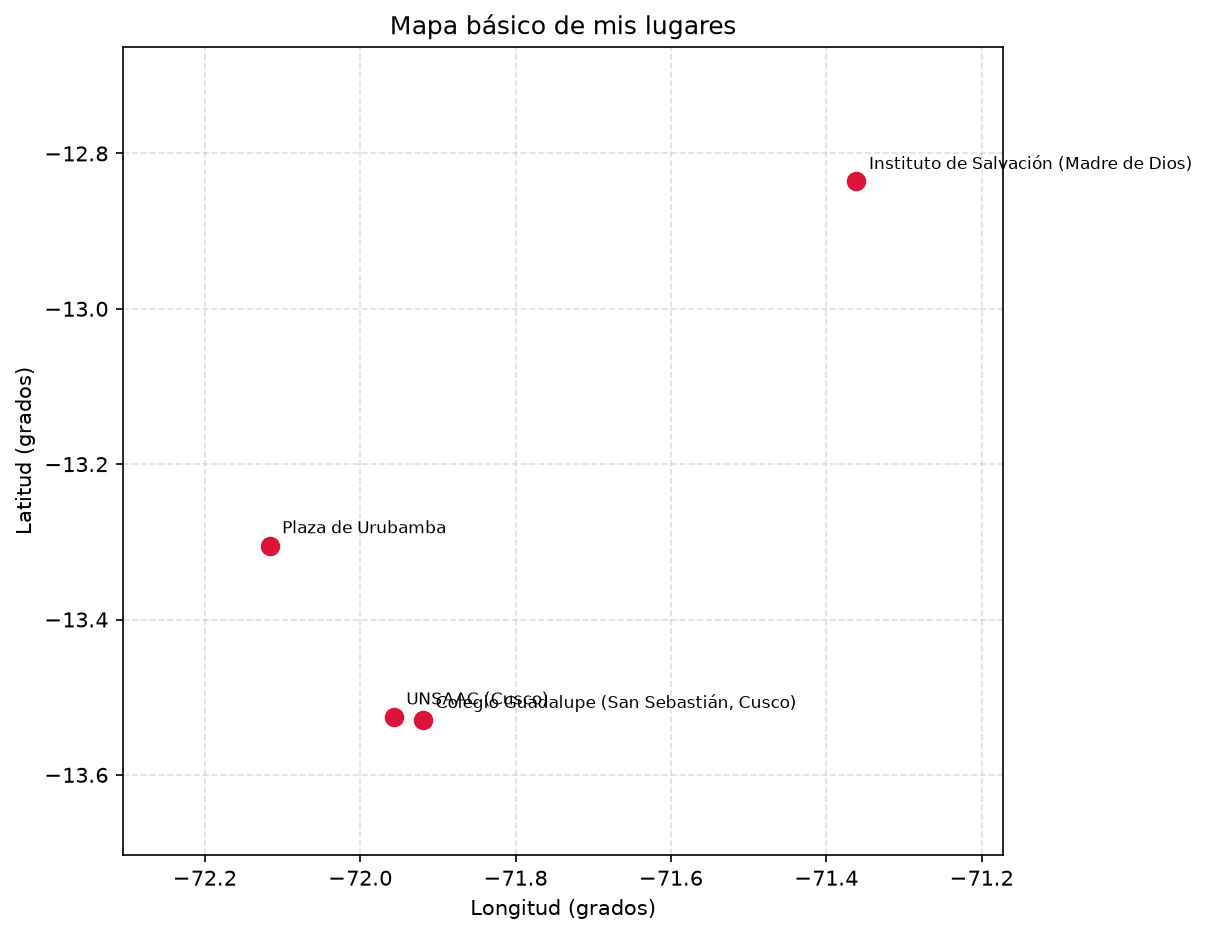 Mapa básico de mis lugares
−12.8
Instituto de Salvación (Madre de Dios)
−13.0
Latitud (grados)
−13.2
Plaza de Urubamba
−13.4
UNSAAC (Cusco)
Colegio Guadalupe (San Sebastián, Cusco)
−13.6
−72.2 −72.0 −71.8 −71.6 −71.4 −71.2
Longitud (grados)